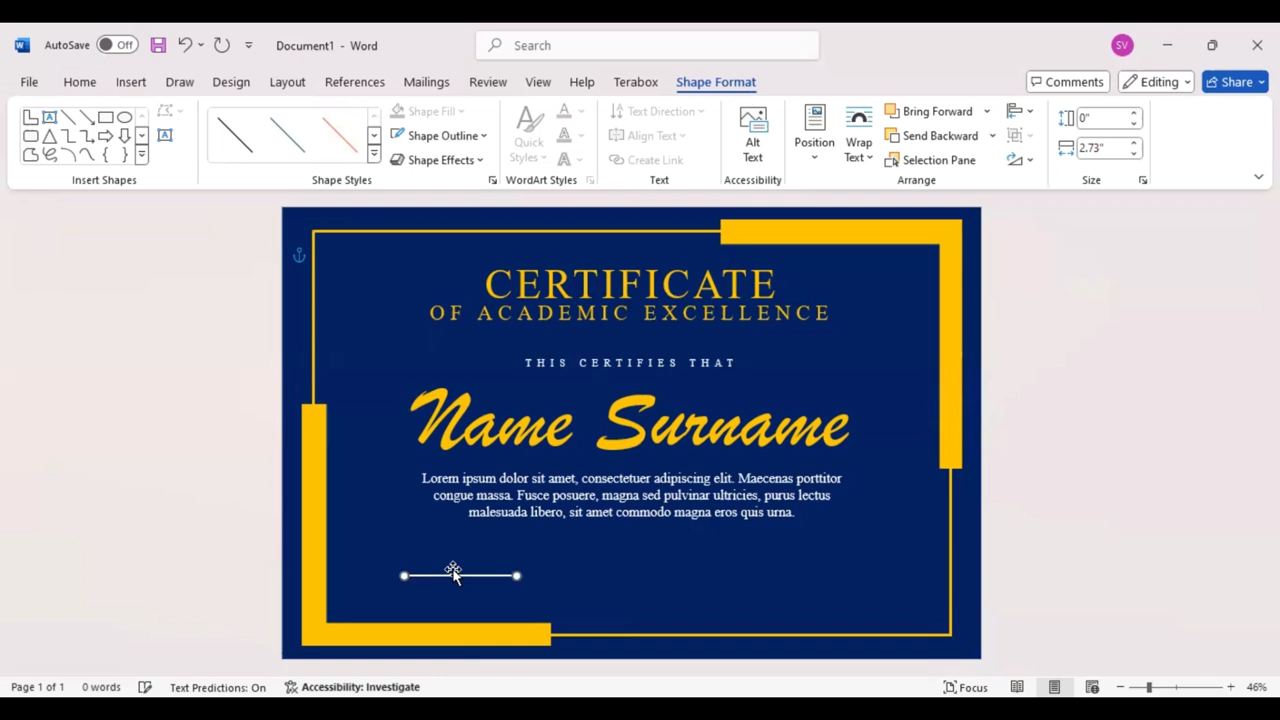 AutoSave Off Document1 - Word Search SV
File Home Insert Draw Design Layout References Mailings Review View Help Terabox Shape Format Comments Editing Share
Shape Fill Text Direction Bring Forward 0"
Shape Outline Quick Align Text Alt Position Wrap Send Backward 2.73"
Shape Effects Styles Create Link Text Text Selection Pane
Insert Shapes Shape Styles WordArt Styles Text Accessibility Arrange Size
CERTIFICATE
OF ACADEMIC EXCELLENCE
THIS CERTIFIES THAT
Name Surname
Lorem ipsum dolor sit amet, consectetuer adipiscing elit. Maecenas porttitor
congue massa. Fusce posuere, magna sed pulvinar ultricies, purus lectus
malesuada libero, sit amet commodo magna eros quis urna.
Page 1 of 1 0 words Text Predictions: On Accessibility: Investigate Focus 46%